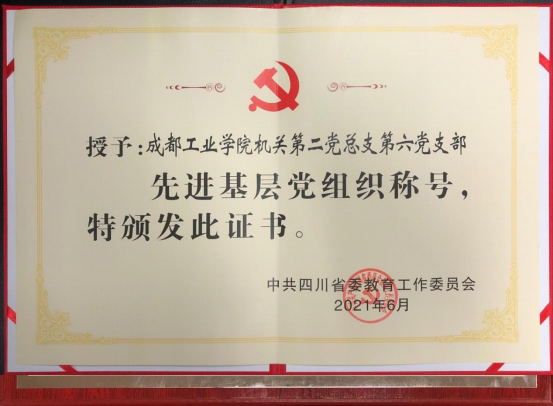 授予:成都工业学院机关第二党总支第六党支部
先进基层党组织称号,
特颁发此证书。
中共四川省委教育工作委员会
2021年6月